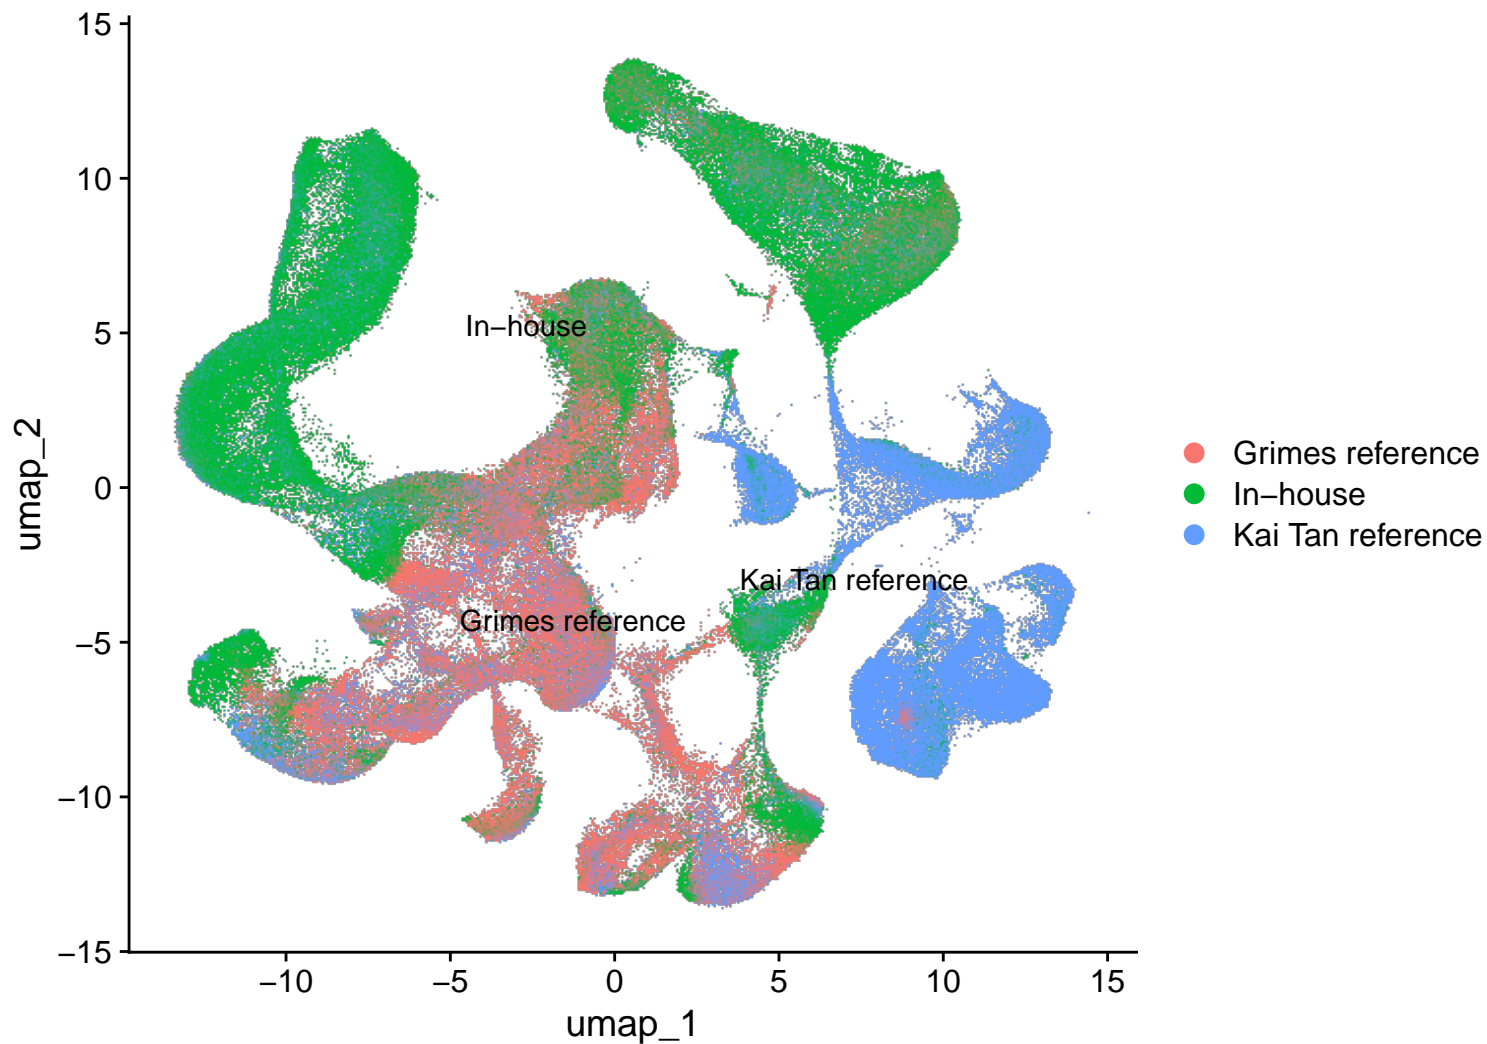 15
10
5
0
−5
−10
−15
umap_2
In−house
Kai Tan reference
Grimes reference
−10
−5
0
5
10
15
umap_1
Grimes reference
In−house
Kai Tan reference